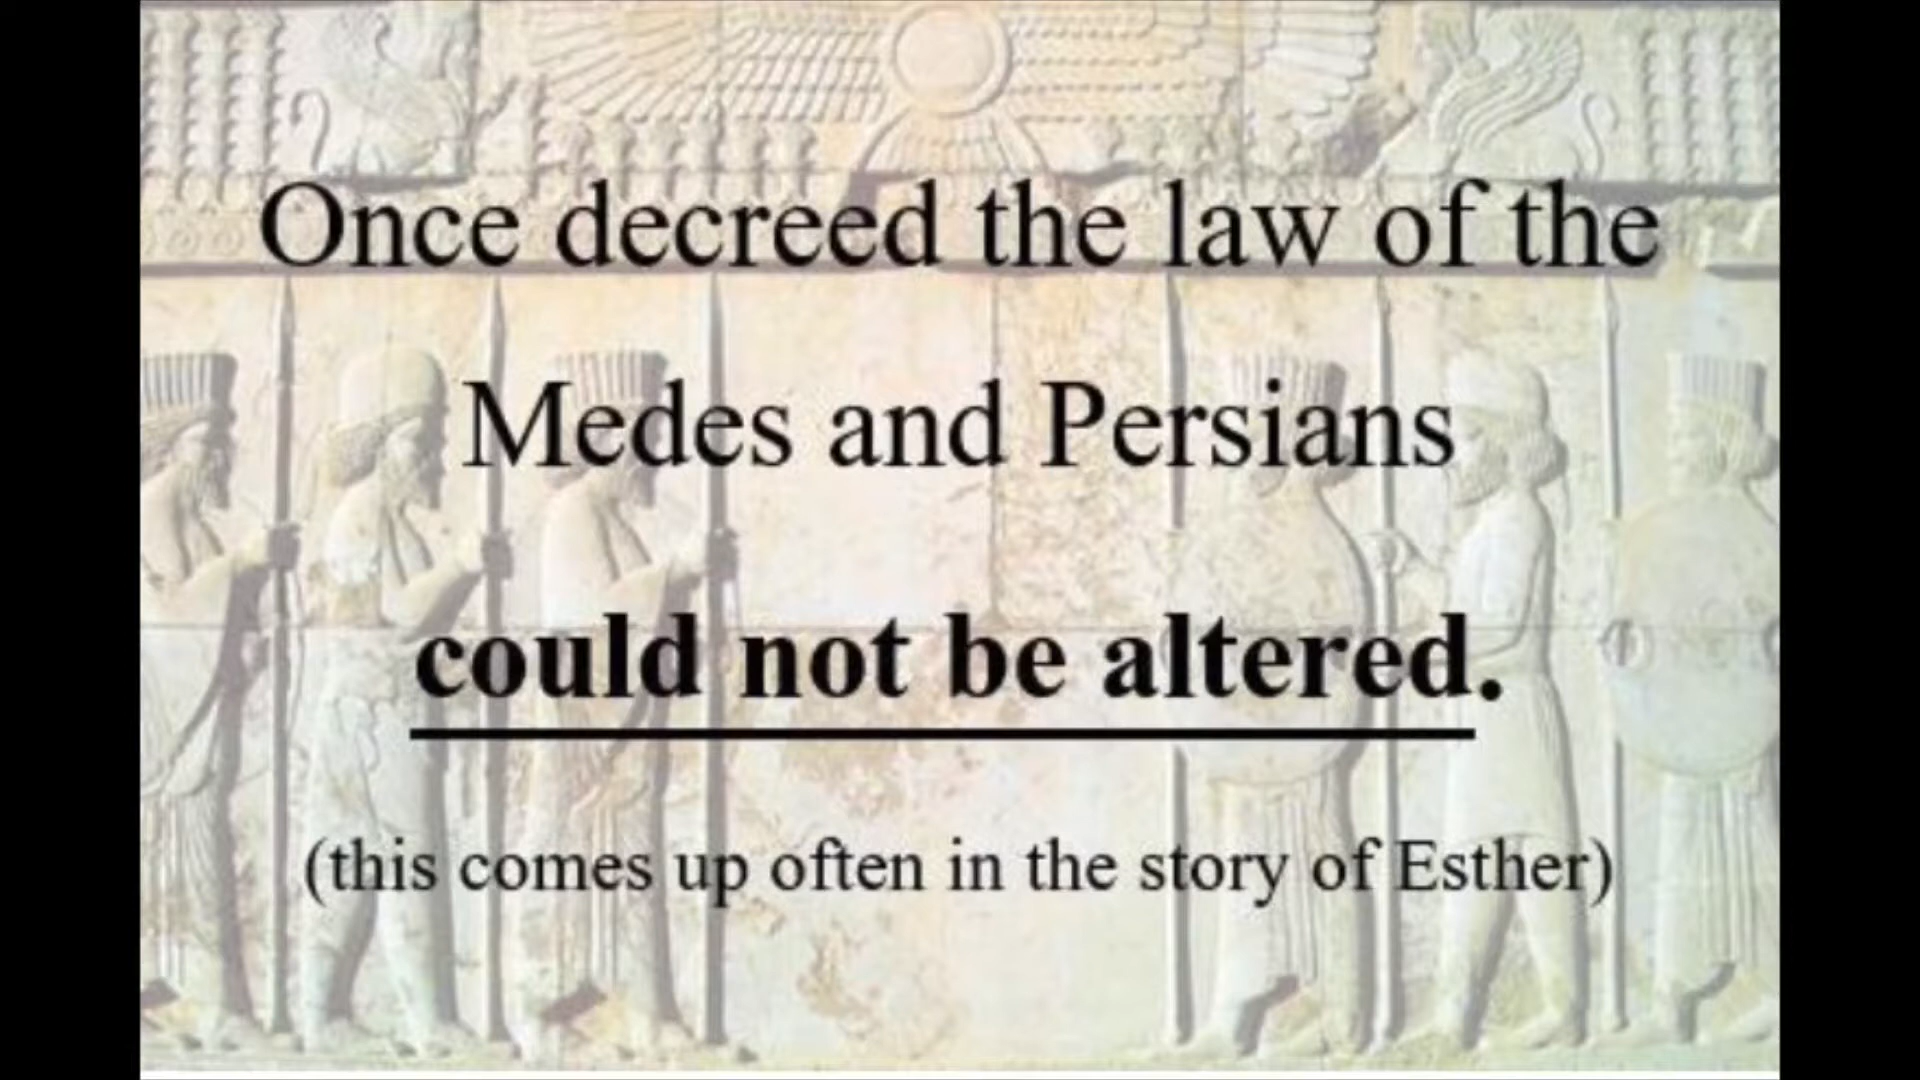 Once decreed the law of the
Medes and Persians
could not be altered.
(this comes up often in the story of Esther)